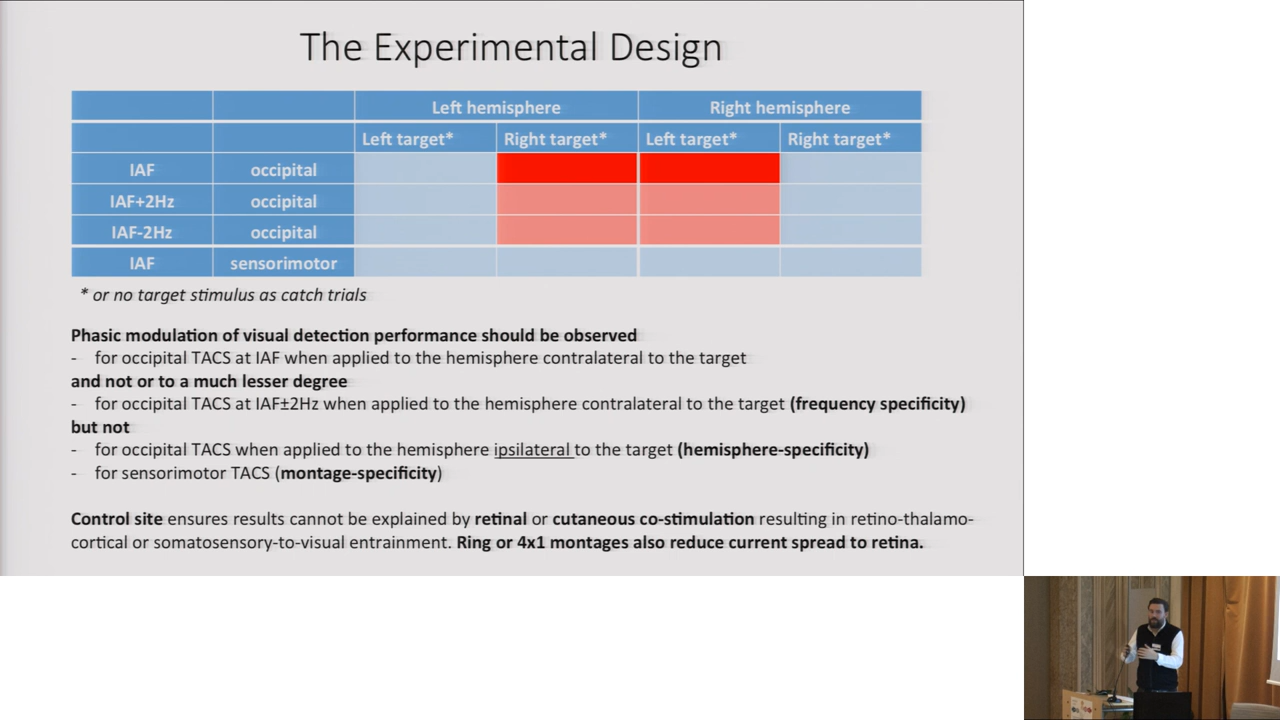 The Experimental Design
Left hemisphere Right hemisphere
Left target* Right target* Left target* Right target*
IAF occipital
IAF+2Hz occipital
IAF-2Hz occipital
IAF sensorimotor
* or no target stimulus as catch trials
Phasic modulation of visual detection performance should be observed
- for occipital TACS at IAF when applied to the hemisphere contralateral to the target
and not or to a much lesser degree
- for occipital TACS at IAF±2Hz when applied to the hemisphere contralateral to the target (frequency specificity)
but not
- for occipital TACS when applied to the hemisphere ipsilateral to the target (hemisphere-specificity)
- for sensorimotor TACS (montage-specificity)
Control site ensures results cannot be explained by retinal or cutaneous co-stimulation resulting in retino-thalamo-
cortical or somatosensory-to-visual entrainment. Ring or 4x1 montages also reduce current spread to retina.